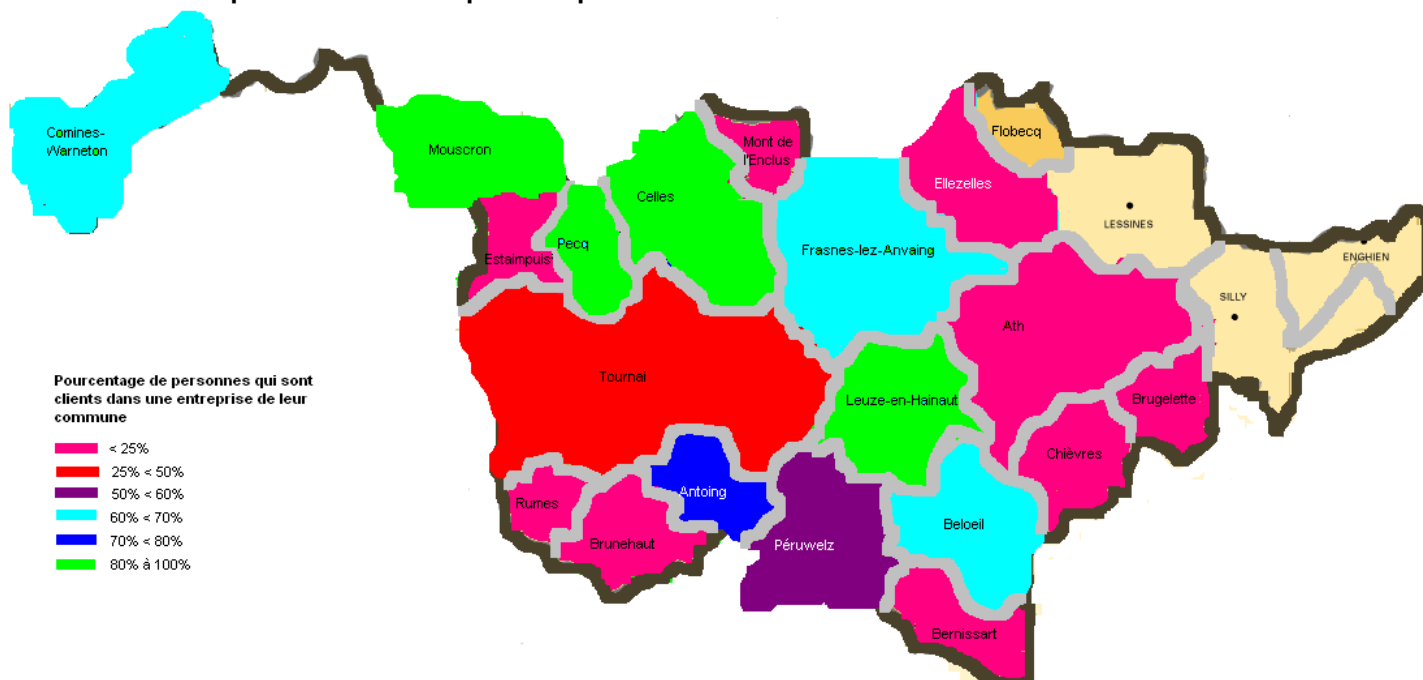 Comines-
Warneton
Mouscron
Mont de
l'Enclus
Flobecq
Ellezelles
Celles
LESSINES
Pecq
Estaimpuis
Frasnes-lez-Anvaing
ENGHIEN
SILLY
Ath
Tournai
Leuze-en-Hainaut
Brugelette
Chièvres
Antoing
Rumes
Beloeil
Brunehaut
Péruwelz
Bernissart
Pourcentage de personnes qui sont
clients dans une entreprise de leur
commune
< 25%
25% < 50%
50% < 60%
60% < 70%
70% < 80%
80% à 100%